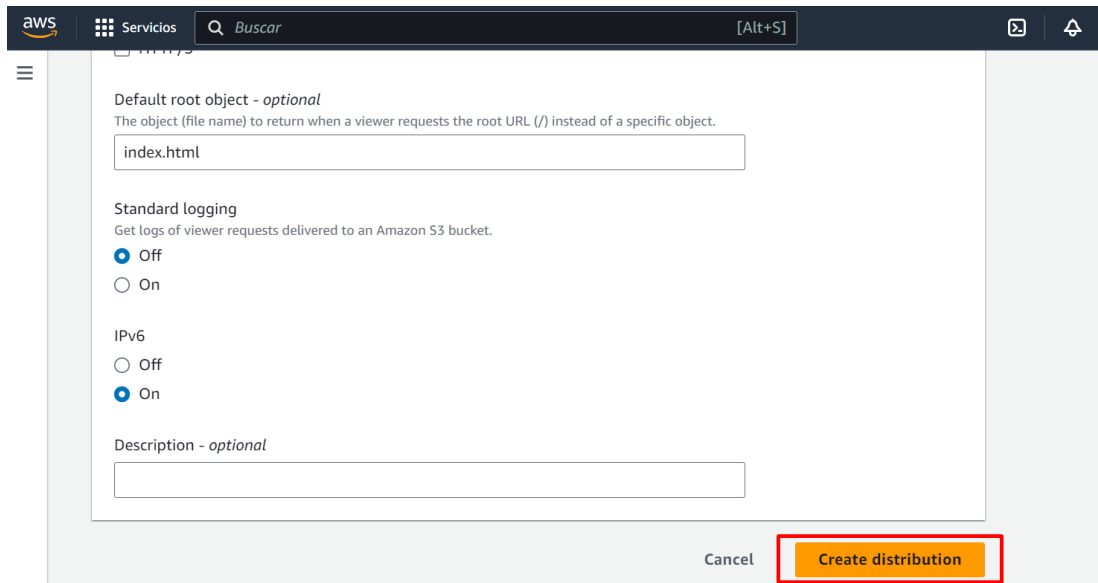 aws
Servicios
Buscar
[Alt+S]
Default root object - optional
The object (file name) to return when a viewer requests the root URL (/) instead of a specific object.
index.html
Standard logging
Get logs of viewer requests delivered to an Amazon S3 bucket.
Off
On
IPv6
Off
On
Description - optional
Cancel
Create distribution